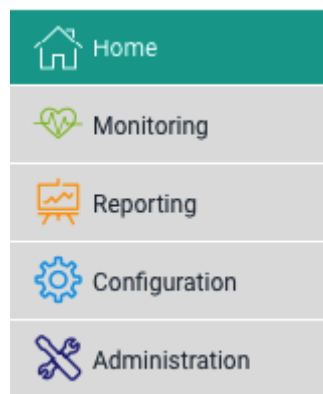 Home
Monitoring
Reporting
Configuration
Administration